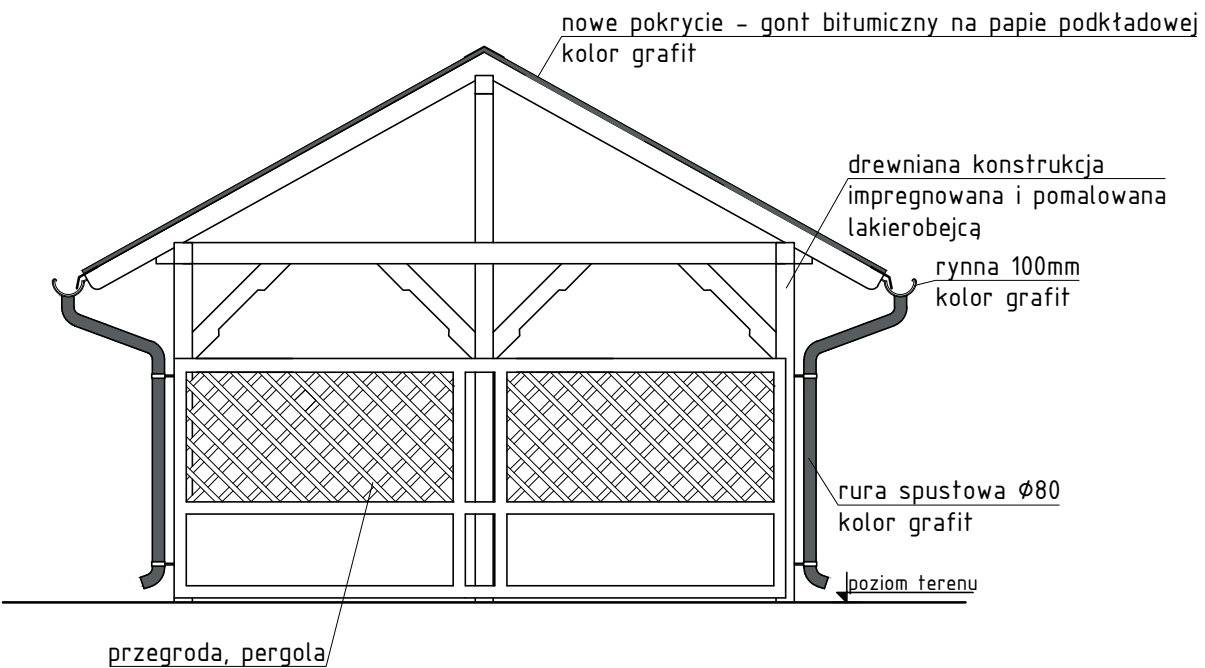 nowe pokrycie – gont bitumiczny na papie podkładowej
kolor grafit
drewniana konstrukcja
impregnowana i pomalowana
lakierobejcą
rynna 100mm
kolor grafit
rura spustowa Ø80
kolor grafit
poziom terenu
przegroda, pergola